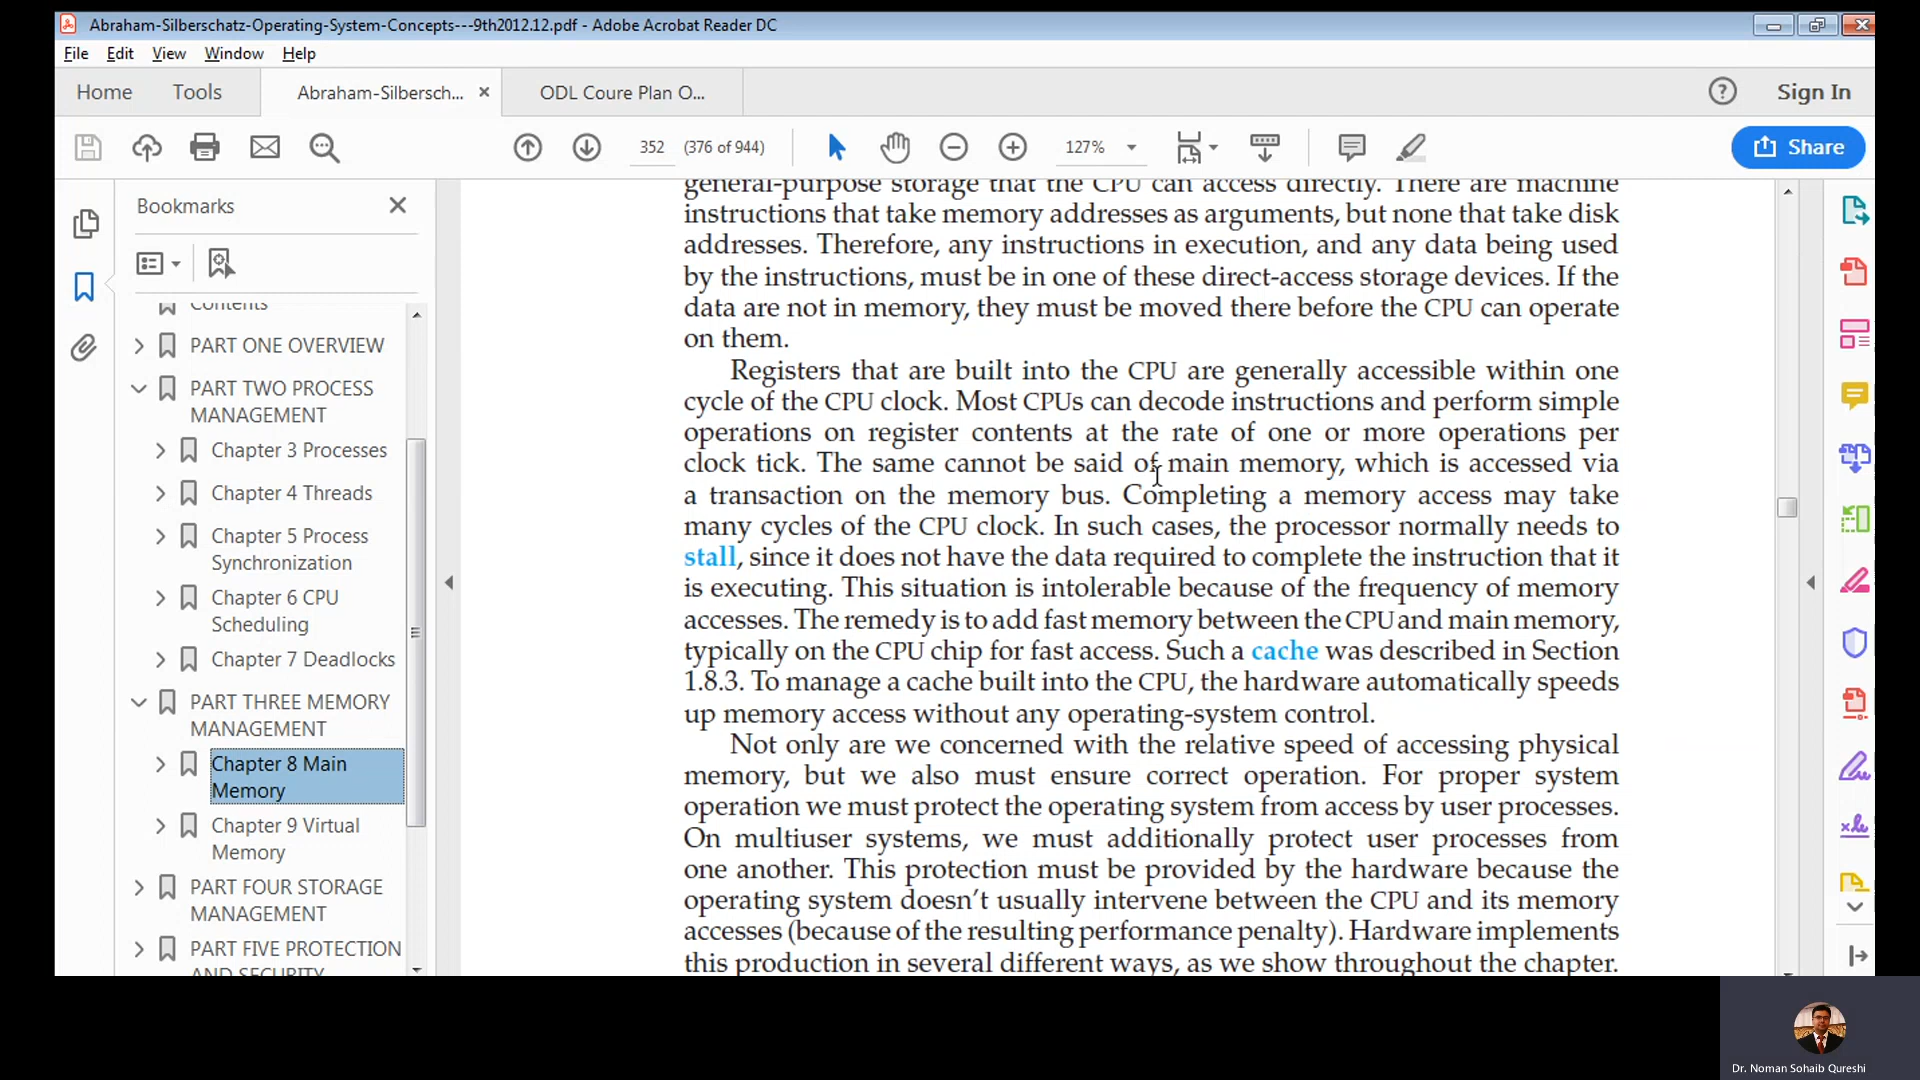 Abraham-Silberschatz-Operating-System-Concepts---9th2012.12.pdf - Adobe Acrobat Reader DC
File Edit View Window Help
Home Tools Abraham-Silbersch... ODL Coure Plan O... Sign In
352 (376 of 944) 127% Share
Bookmarks
Contents
PART ONE OVERVIEW
PART TWO PROCESS
MANAGEMENT
Chapter 3 Processes
Chapter 4 Threads
Chapter 5 Process
Synchronization
Chapter 6 CPU
Scheduling
Chapter 7 Deadlocks
PART THREE MEMORY
MANAGEMENT
Chapter 8 Main
Memory
Chapter 9 Virtual
Memory
PART FOUR STORAGE
MANAGEMENT
PART FIVE PROTECTION
AND SECURITY
general-purpose storage that the CPU can access directly. There are machine
instructions that take memory addresses as arguments, but none that take disk
addresses. Therefore, any instructions in execution, and any data being used
by the instructions, must be in one of these direct-access storage devices. If the
data are not in memory, they must be moved there before the CPU can operate
on them.
Registers that are built into the CPU are generally accessible within one
cycle of the CPU clock. Most CPUs can decode instructions and perform simple
operations on register contents at the rate of one or more operations per
clock tick. The same cannot be said of main memory, which is accessed via
a transaction on the memory bus. Completing a memory access may take
many cycles of the CPU clock. In such cases, the processor normally needs to
stall, since it does not have the data required to complete the instruction that it
is executing. This situation is intolerable because of the frequency of memory
accesses. The remedy is to add fast memory between the CPU and main memory,
typically on the CPU chip for fast access. Such a cache was described in Section
1.8.3. To manage a cache built into the CPU, the hardware automatically speeds
up memory access without any operating-system control.
Not only are we concerned with the relative speed of accessing physical
memory, but we also must ensure correct operation. For proper system
operation we must protect the operating system from access by user processes.
On multiuser systems, we must additionally protect user processes from
one another. This protection must be provided by the hardware because the
operating system doesn't usually intervene between the CPU and its memory
accesses (because of the resulting performance penalty). Hardware implements
this production in several different ways, as we show throughout the chapter.
Dr. Noman Sohaib Qureshi